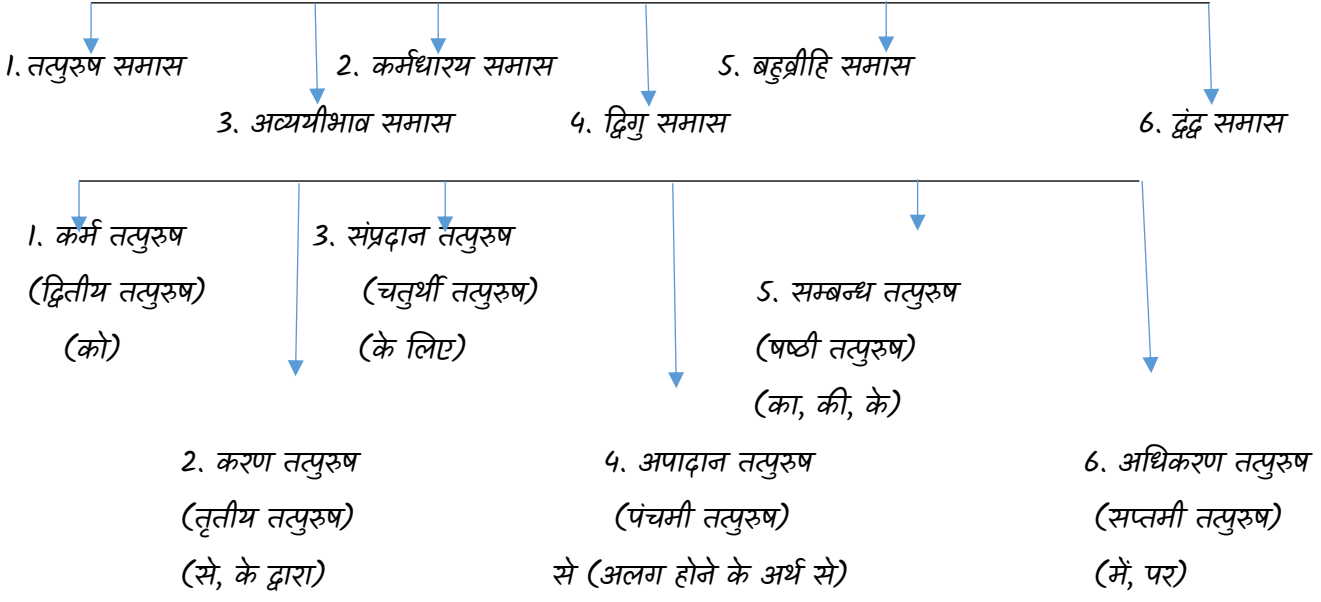 1. तत्पुरुष समास
2. कर्मधारय समास
5. बहुव्रीहि समास
3. अव्ययीभाव समास
4. द्विगु समास
6. द्वंद्व समास
1. कर्म तत्पुरुष
(द्वितीय तत्पुरुष)
(को)
3. संप्रदान तत्पुरुष
(चतुर्थी तत्पुरुष)
(के लिए)
5. सम्बन्ध तत्पुरुष
(षष्ठी तत्पुरुष)
(का, की, के)
2. करण तत्पुरुष
(तृतीय तत्पुरुष)
(से, के द्वारा)
4. अपादान तत्पुरुष
(पंचमी तत्पुरुष)
से (अलग होने के अर्थ से)
6. अधिकरण तत्पुरुष
(सप्तमी तत्पुरुष)
(में, पर)